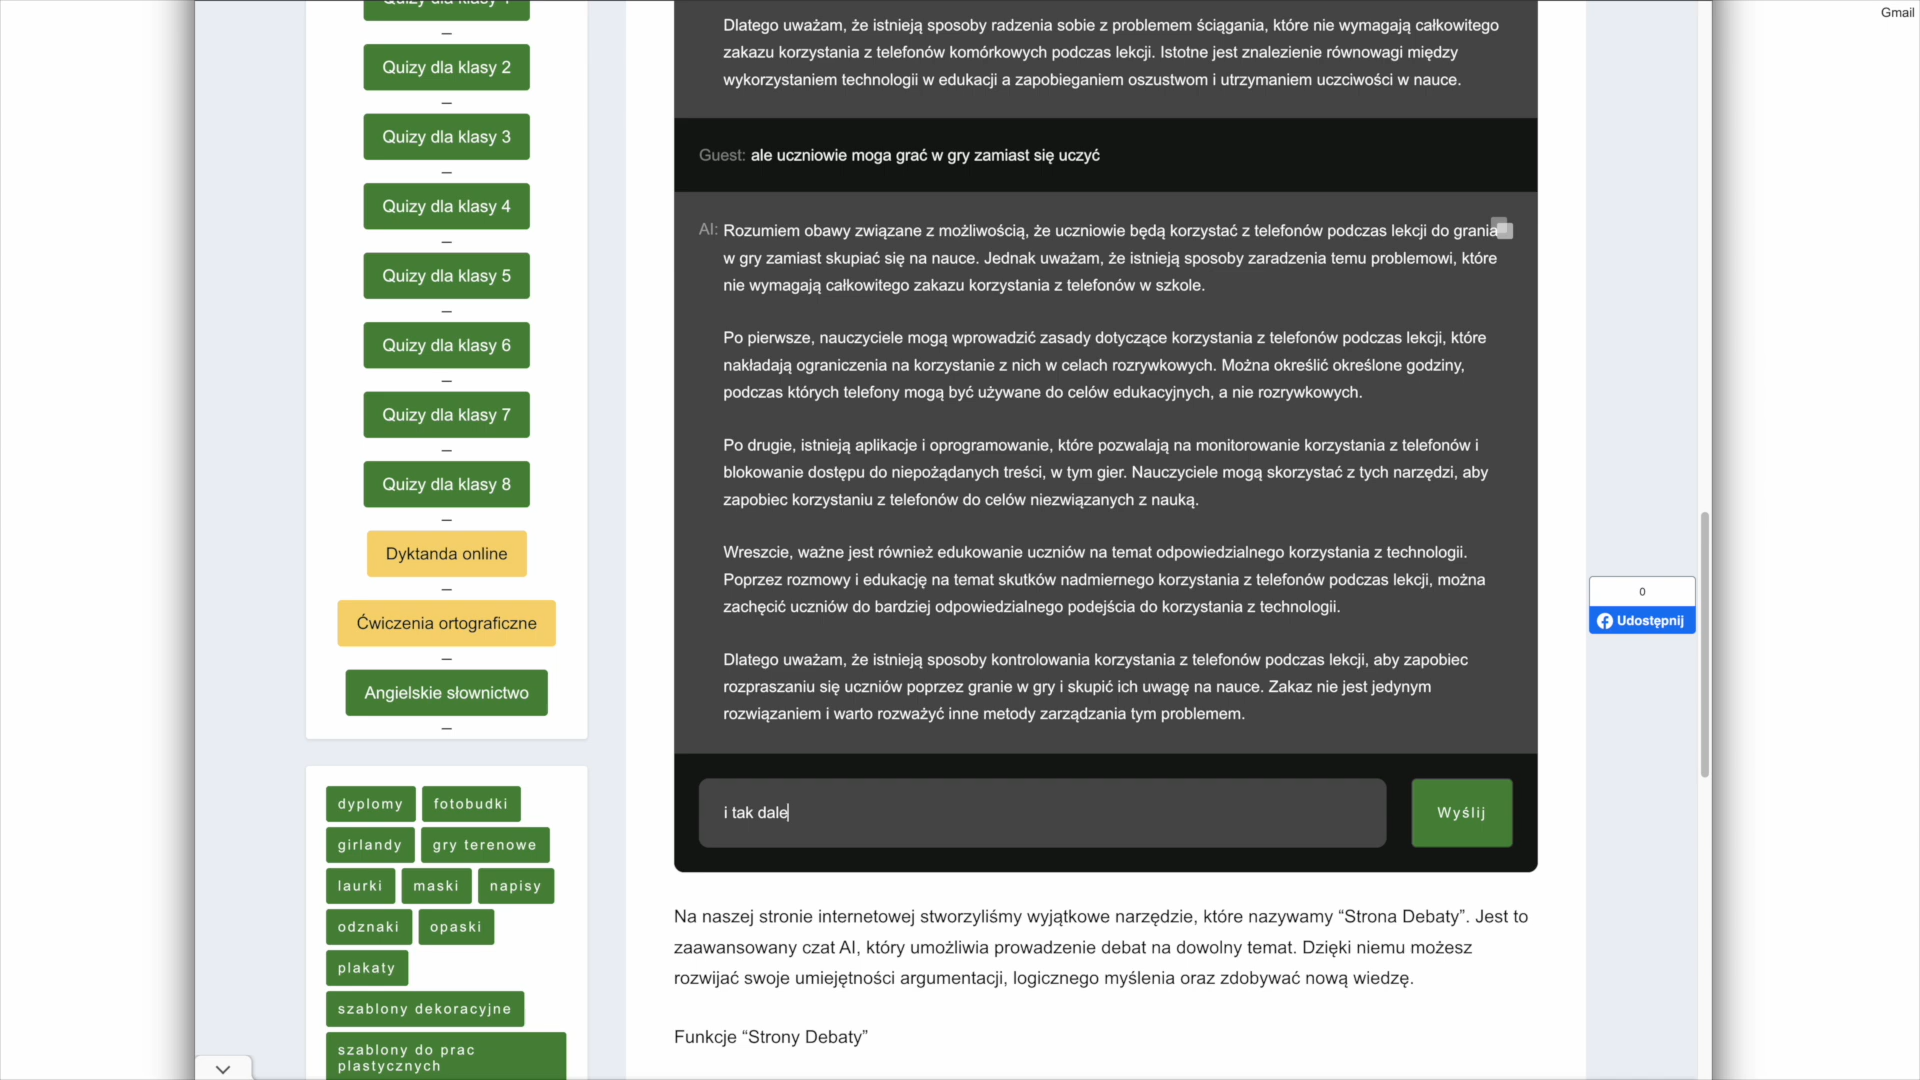 Gmail
Quizy dla klasy 1
–
Quizy dla klasy 2
–
Quizy dla klasy 3
–
Quizy dla klasy 4
–
Quizy dla klasy 5
–
Quizy dla klasy 6
–
Quizy dla klasy 7
–
Quizy dla klasy 8
–
Dyktanda online
–
Ćwiczenia ortograficzne
–
Angielskie słownictwo
–
dyplomy
fotobudki
girlandy
gry terenowe
laurki
maski
napisy
odznaki
opaski
plakaty
szablony dekoracyjne
szablony do prac
plastycznych
Dlatego uważam, że istnieją sposoby radzenia sobie z problemem ściągania, które nie wymagają całkowitego
zakazu korzystania z telefonów komórkowych podczas lekcji. Istotne jest znalezienie równowagi między
wykorzystaniem technologii w edukacji a zapobieganiem oszustwom i utrzymaniem uczciwości w nauce.
Guest: ale uczniowie moga grać w gry zamiast się uczyć
AI: Rozumiem obawy związane z możliwością, że uczniowie będą korzystać z telefonów podczas lekcji do grania
w gry zamiast skupiać się na nauce. Jednak uważam, że istnieją sposoby zaradzenia temu problemowi, które
nie wymagają całkowitego zakazu korzystania z telefonów w szkole.
Po pierwsze, nauczyciele mogą wprowadzić zasady dotyczące korzystania z telefonów podczas lekcji, które
nakładają ograniczenia na korzystanie z nich w celach rozrywkowych. Można określić określone godziny,
podczas których telefony mogą być używane do celów edukacyjnych, a nie rozrywkowych.
Po drugie, istnieją aplikacje i oprogramowanie, które pozwalają na monitorowanie korzystania z telefonów i
blokowanie dostępu do niepożądanych treści, w tym gier. Nauczyciele mogą skorzystać z tych narzędzi, aby
zapobiec korzystaniu z telefonów do celów niezwiązanych z nauką.
Wreszcie, ważne jest również edukowanie uczniów na temat odpowiedzialnego korzystania z technologii.
Poprzez rozmowy i edukację na temat skutków nadmiernego korzystania z telefonów podczas lekcji, można
zachęcić uczniów do bardziej odpowiedzialnego podejścia do korzystania z technologii.
Dlatego uważam, że istnieją sposoby kontrolowania korzystania z telefonów podczas lekcji, aby zapobiec
rozpraszaniu się uczniów poprzez granie w gry i skupić ich uwagę na nauce. Zakaz nie jest jedynym
rozwiązaniem i warto rozważyć inne metody zarządzania tym problemem.
i tak dale
Wyślij
Na naszej stronie internetowej stworzyliśmy wyjątkowe narzędzie, które nazywamy “Strona Debaty”. Jest to
zaawansowany czat AI, który umożliwia prowadzenie debat na dowolny temat. Dzięki niemu możesz
rozwijać swoje umiejętności argumentacji, logicznego myślenia oraz zdobywać nową wiedzę.
Funkcje “Strony Debaty”
0
Udostępnij